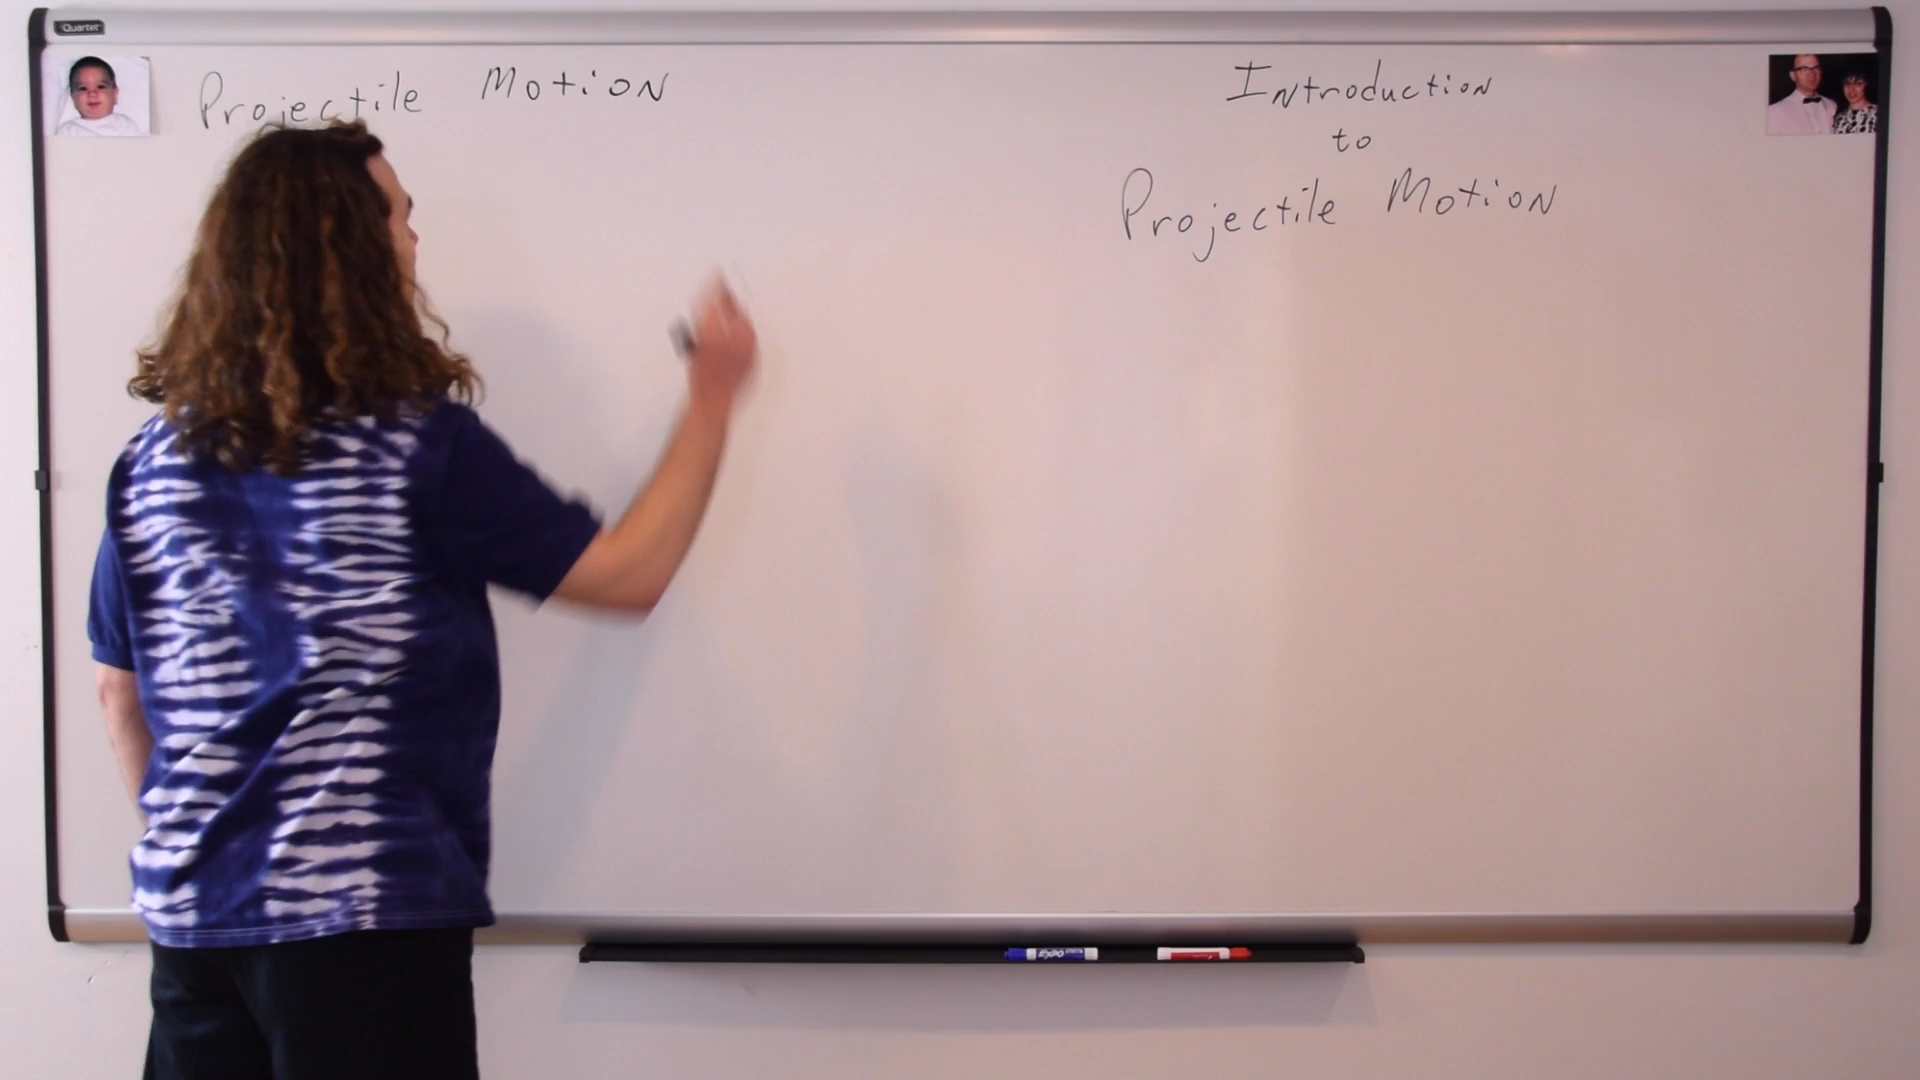 Quartet
Projectile Motion
Introduction
to
Projectile Motion
EXPO